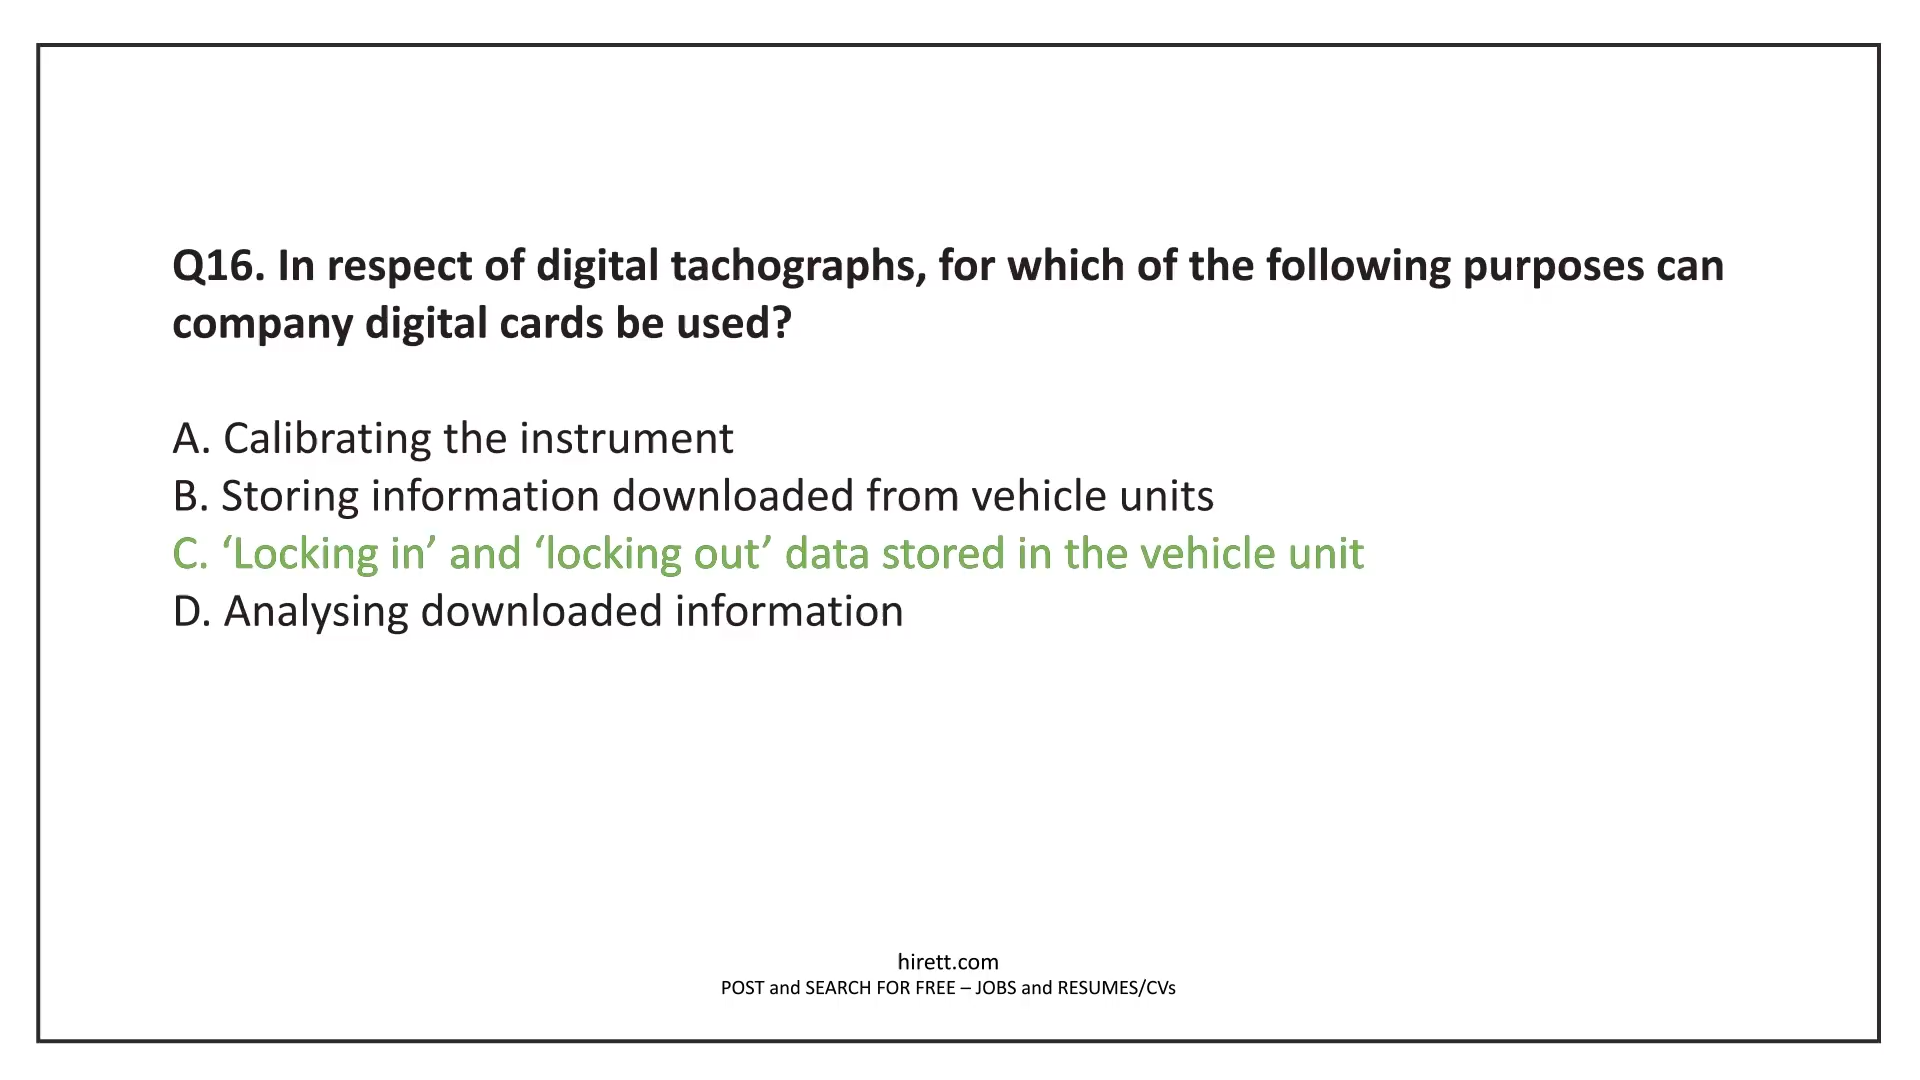 Q16. In respect of digital tachographs, for which of the following purposes can
company digital cards be used?
A. Calibrating the instrument
B. Storing information downloaded from vehicle units
C. ‘Locking in’ and ‘locking out’ data stored in the vehicle unit
D. Analysing downloaded information
hirett.com
POST and SEARCH FOR FREE – JOBS and RESUMES/CVs